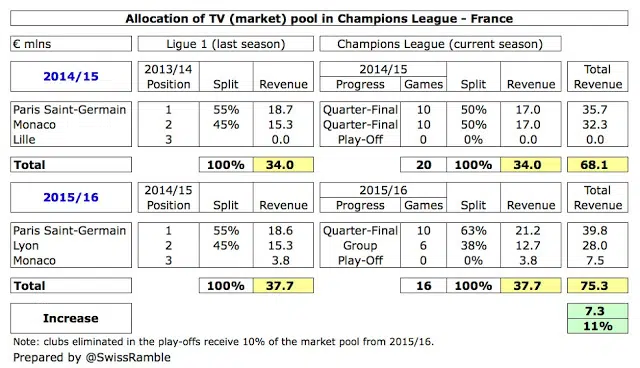 Allocation of TV (market) pool in Champions League - France
€ mlns Ligue 1 (last season) Champions League (current season)
2014/15 2013/14 Position Split Revenue 2014/15 Progress Games Split Revenue Total Revenue
Paris Saint-Germain 1 55% 18.7 Quarter-Final 10 50% 17.0 35.7
Monaco 2 45% 15.3 Quarter-Final 10 50% 17.0 32.3
Lille 3 0.0 Play-Off 0 0% 0.0 0.0
Total 100% 34.0 20 100% 34.0 68.1
2015/16 2014/15 Position Split Revenue 2015/16 Progress Games Split Revenue Total Revenue
Paris Saint-Germain 1 55% 18.6 Quarter-Final 10 63% 21.2 39.8
Lyon 2 45% 15.3 Group 6 38% 12.7 28.0
Monaco 3 3.8 Play-Off 0 0% 3.8 7.5
Total 100% 37.7 16 100% 37.7 75.3
Increase 7.3
11%
Note: clubs eliminated in the play-offs receive 10% of the market pool from 2015/16.
Prepared by @SwissRamble